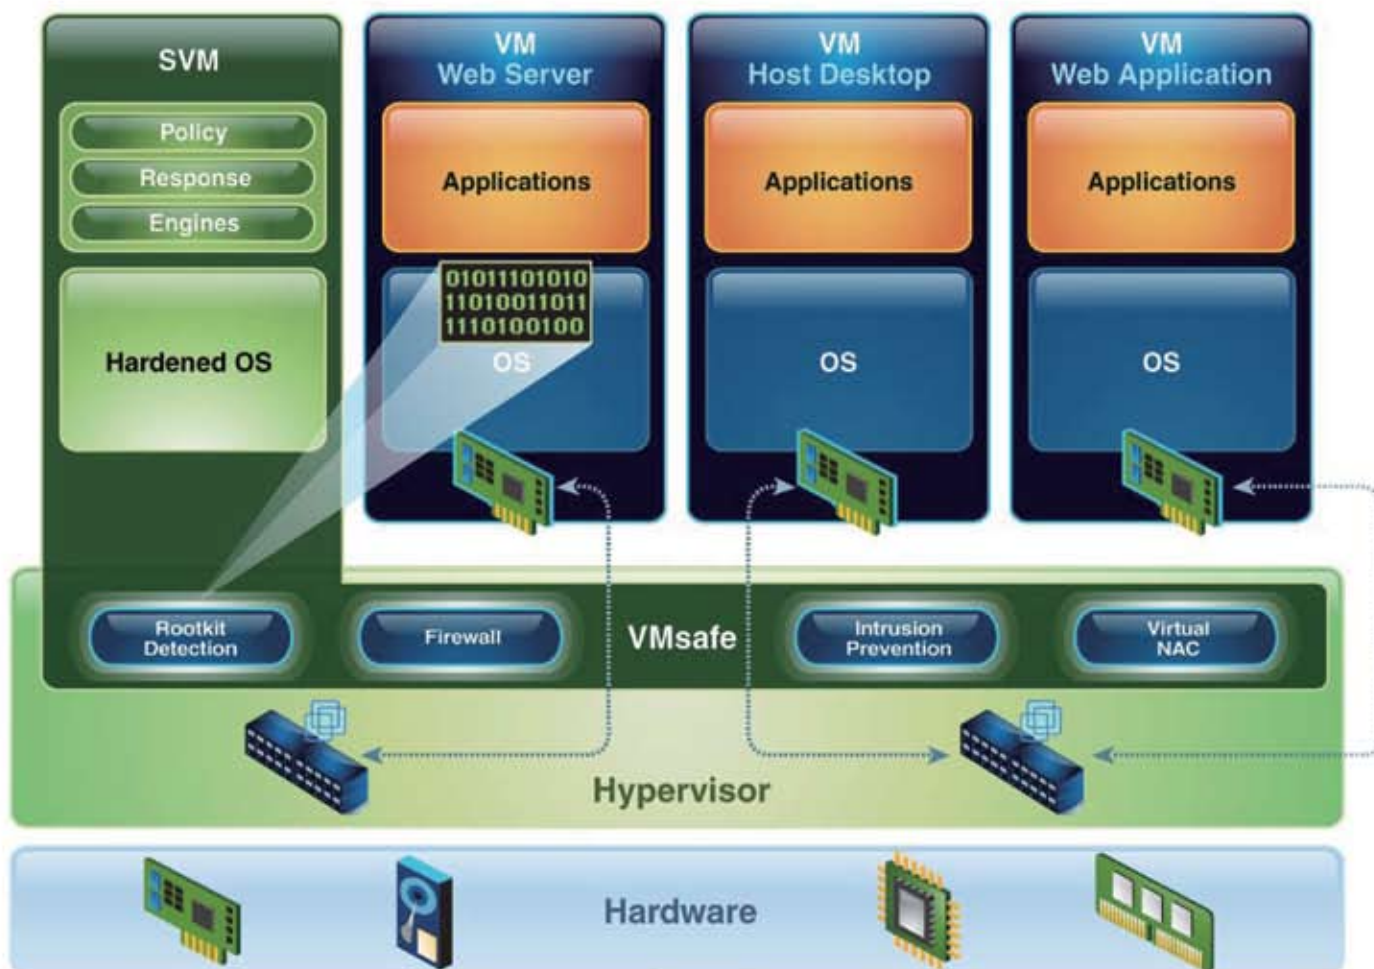 SVM
Policy
Response
Engines
Hardened OS
VM
Web Server
Applications
01011101010
11010011011
1110100100
OS
VM
Host Desktop
Applications
OS
VM
Web Application
Applications
OS
Rootkit
Detection
Firewall
VMsafe
Intrusion
Prevention
Virtual
NAC
Hypervisor
Hardware